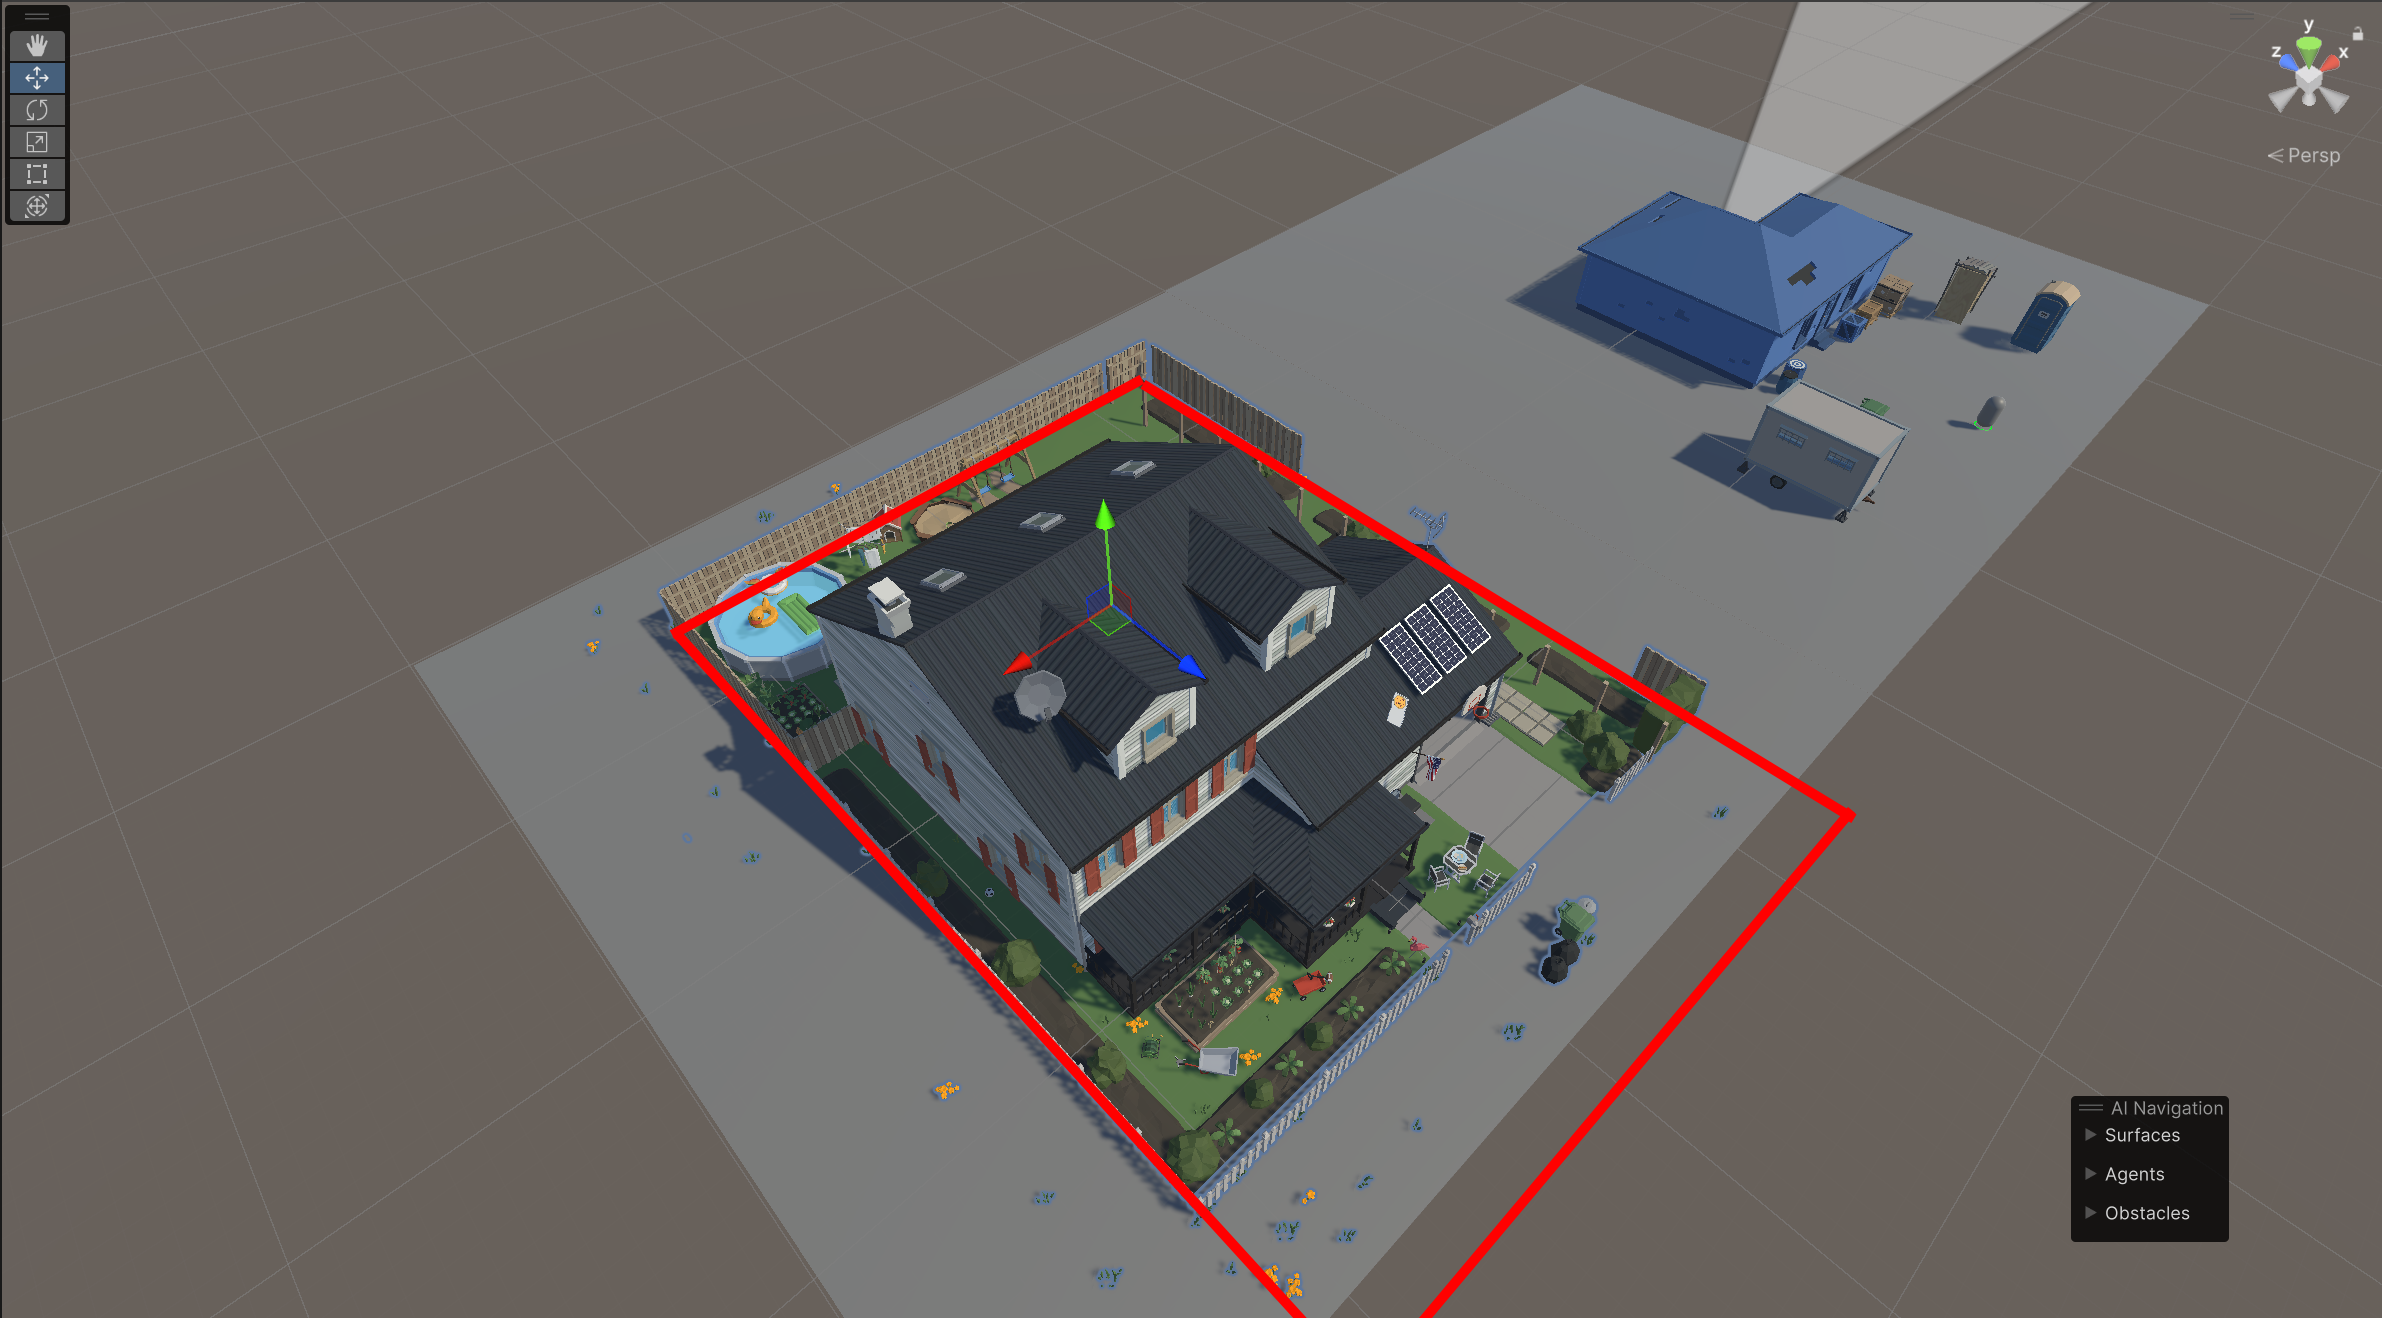 y
z
x
Persp
AI Navigation
Surfaces
Agents
Obstacles